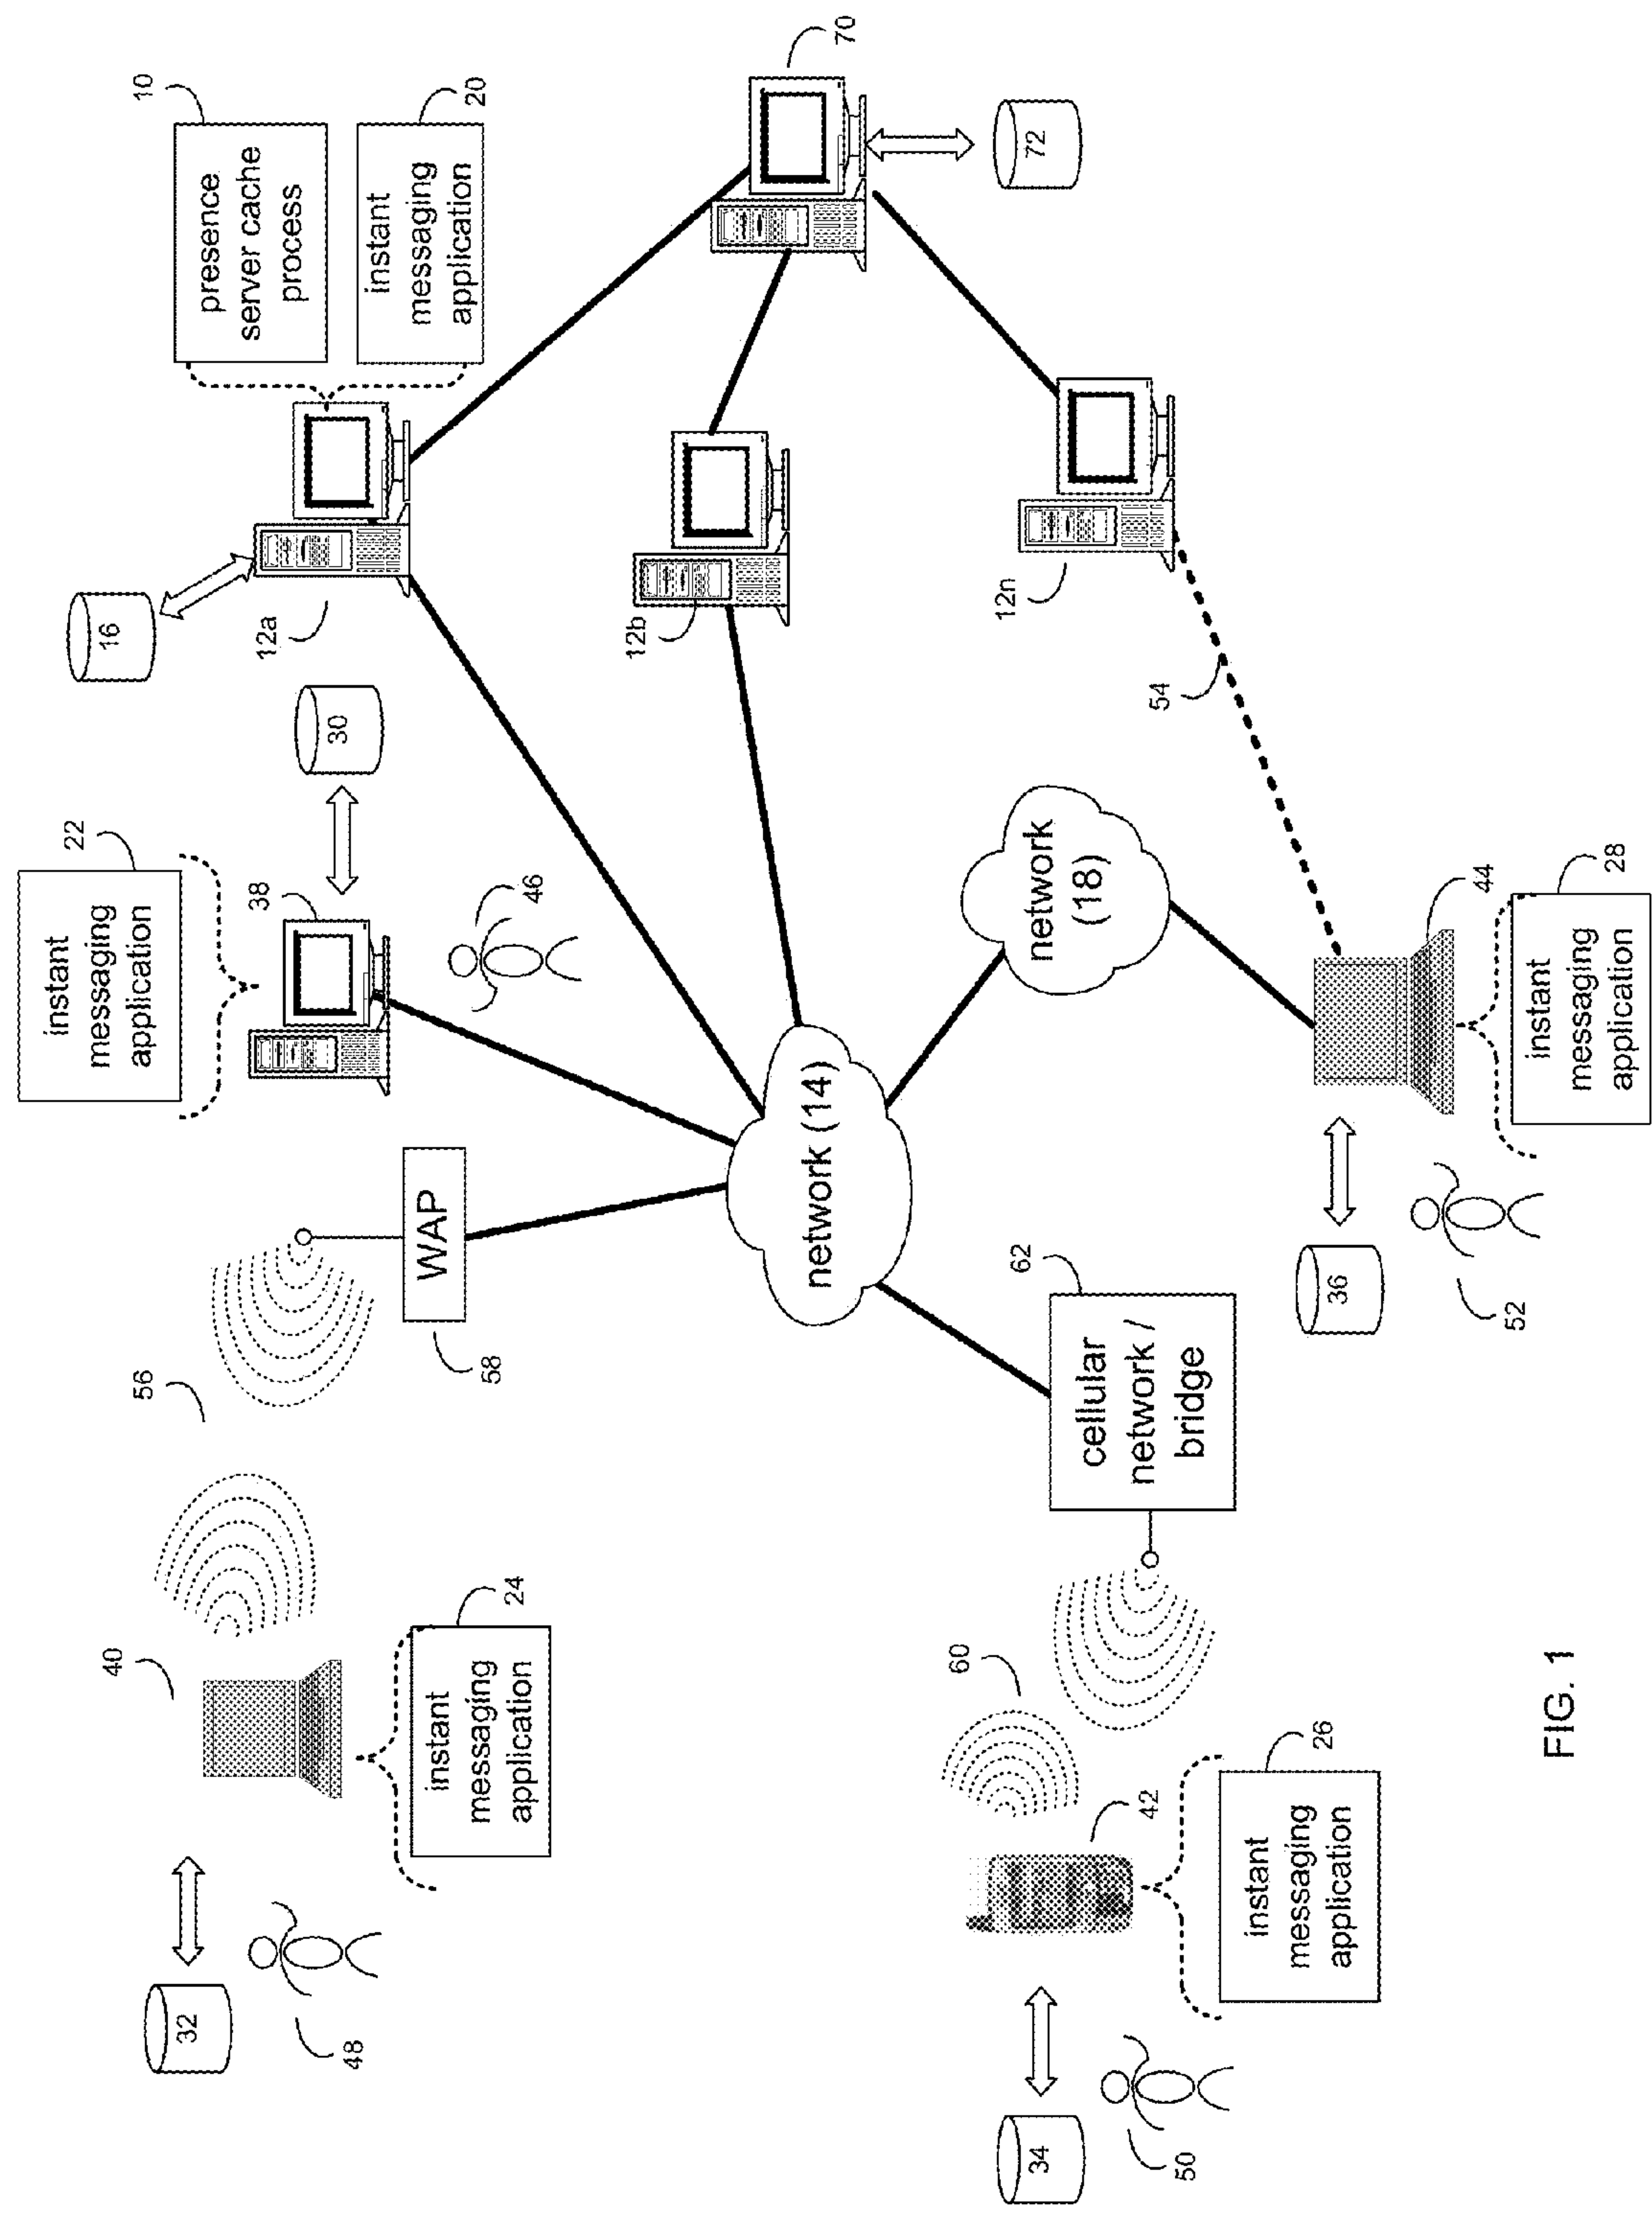 32
48
40
instant
messaging
application
24
56
WAP
58
instant
messaging
application
22
38
30
46
16
12a
presence
server cache
process
10
instant
messaging
application
20
34
50
42
60
instant
messaging
application
26
cellular
network /
bridge
62
network (14)
network
(18)
12b
12n
54
70
72
36
52
44
instant
messaging
application
28
FIG. 1